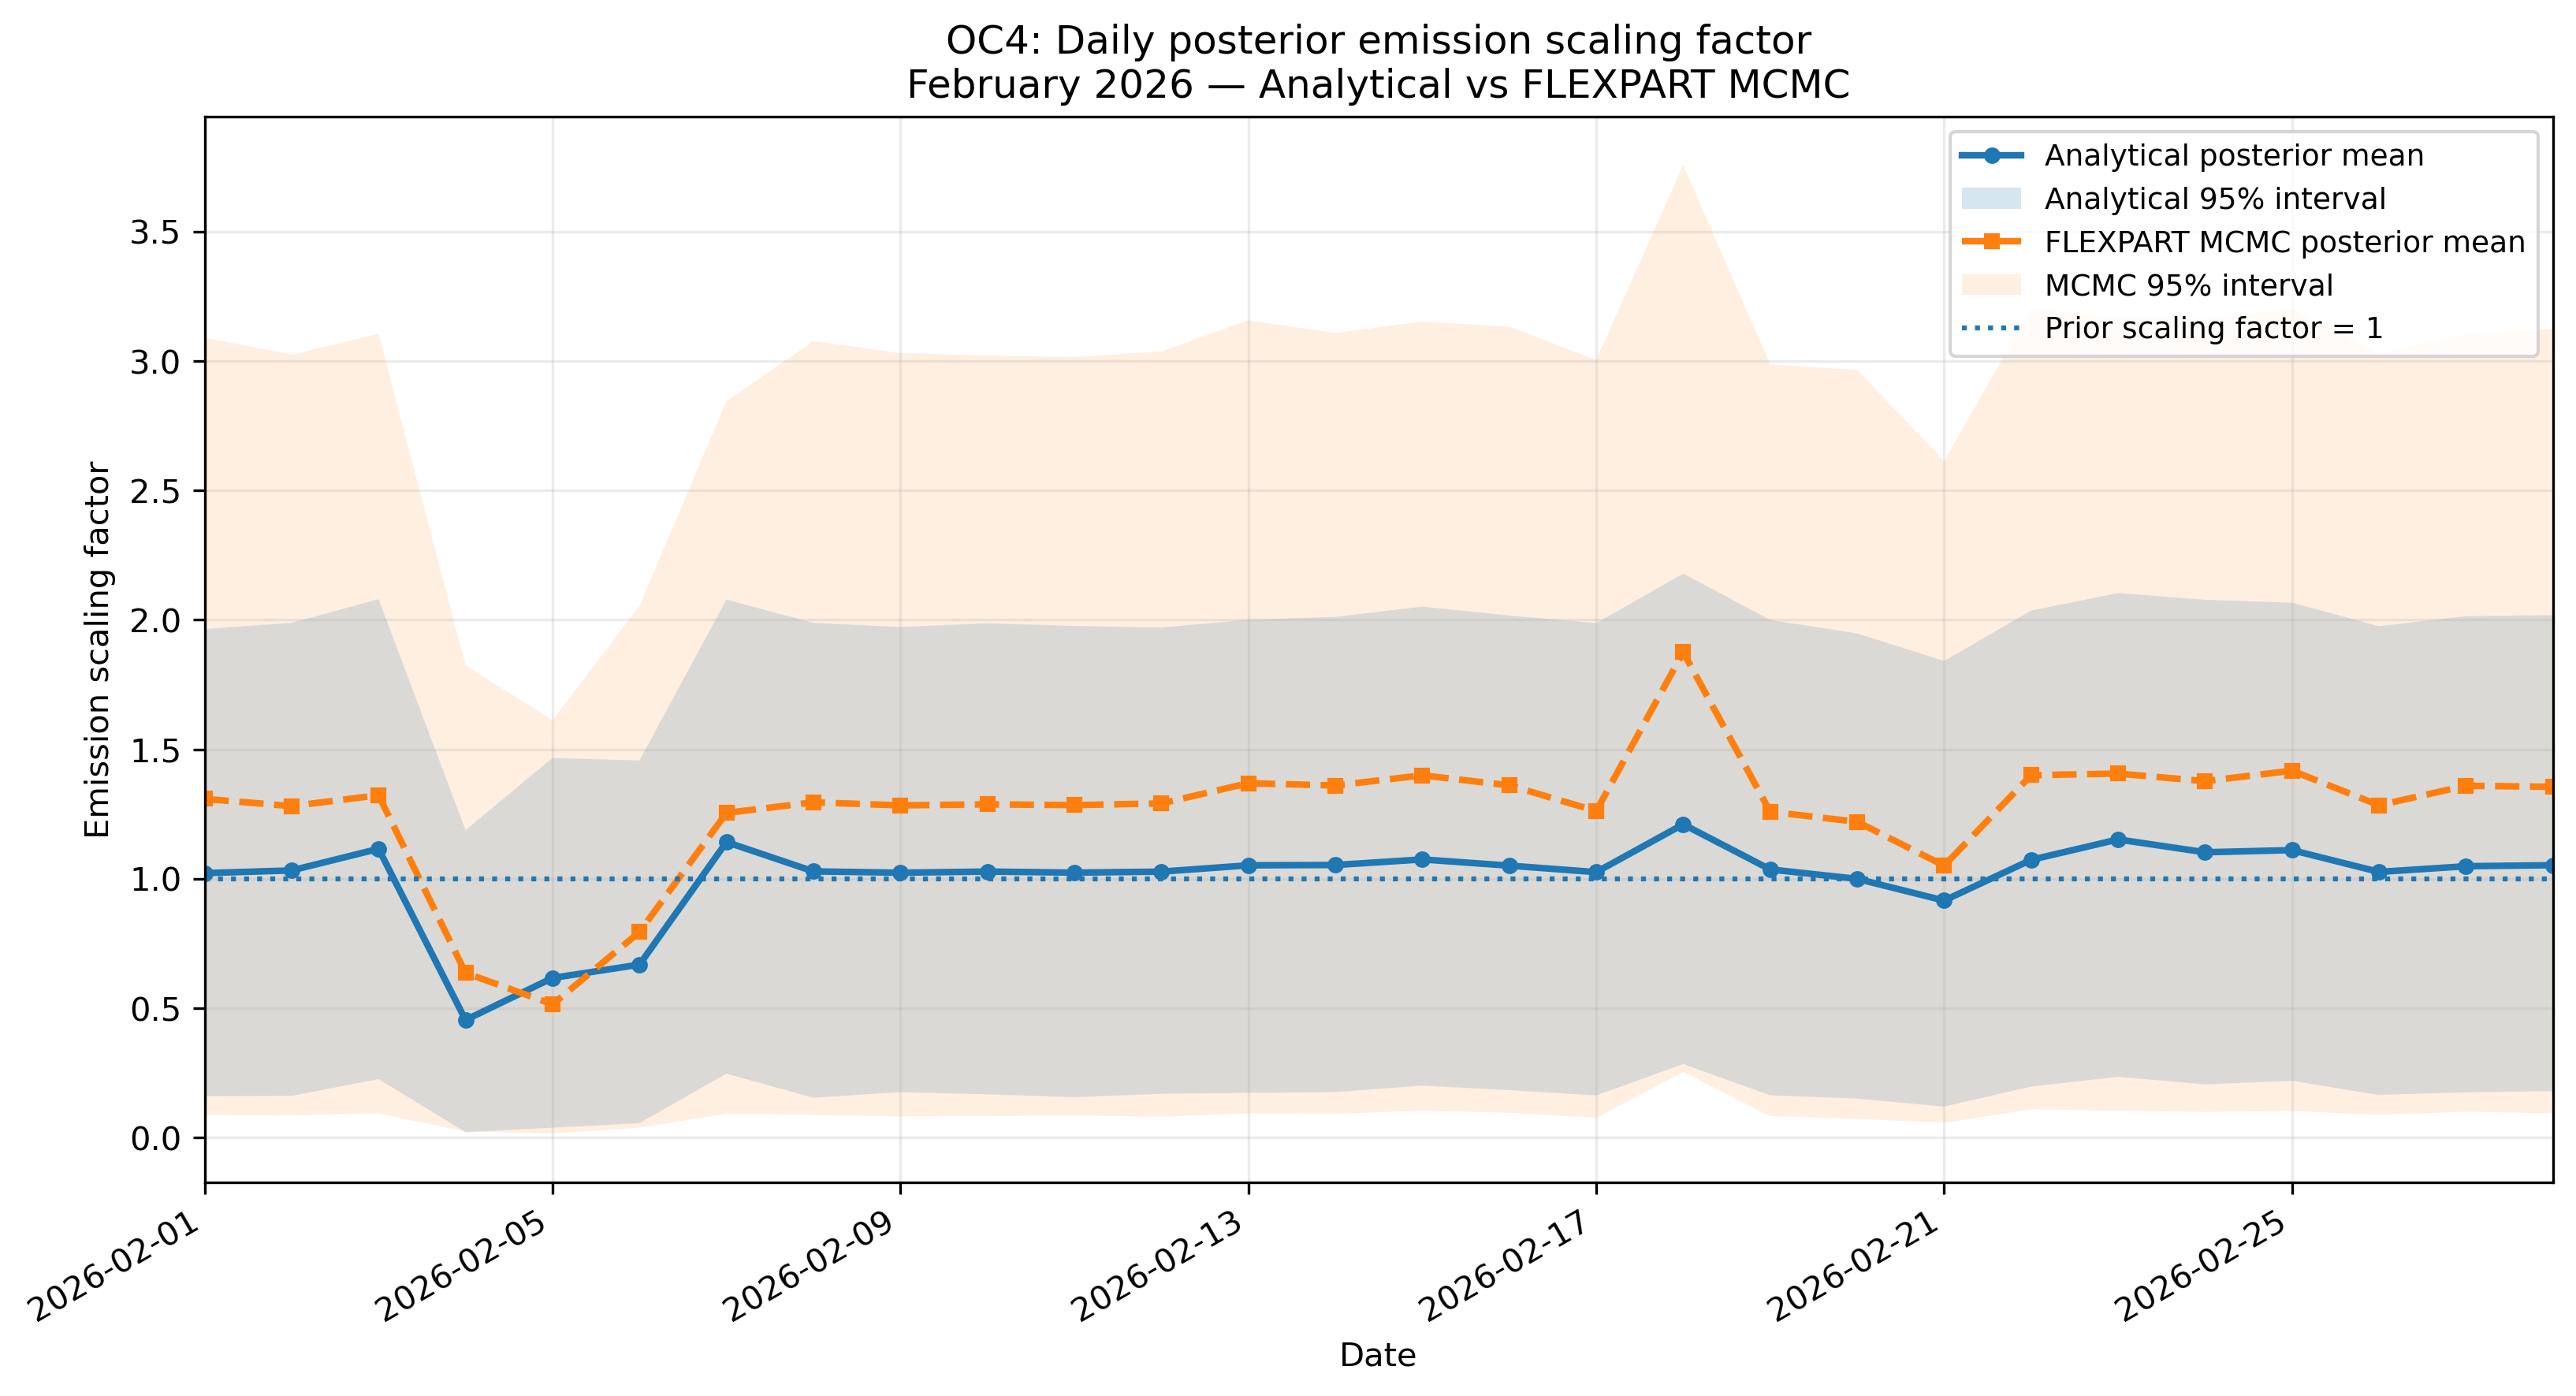 OC4: Daily posterior emission scaling factor
February 2026 — Analytical vs FLEXPART MCMC
Analytical posterior mean
Analytical 95% interval
FLEXPART MCMC posterior mean
MCMC 95% interval
Prior scaling factor = 1
Emission scaling factor
3.5
3.0
2.5
2.0
1.5
1.0
0.5
0.0
2026-02-01
2026-02-05
2026-02-09
2026-02-13
2026-02-17
2026-02-21
2026-02-25
Date